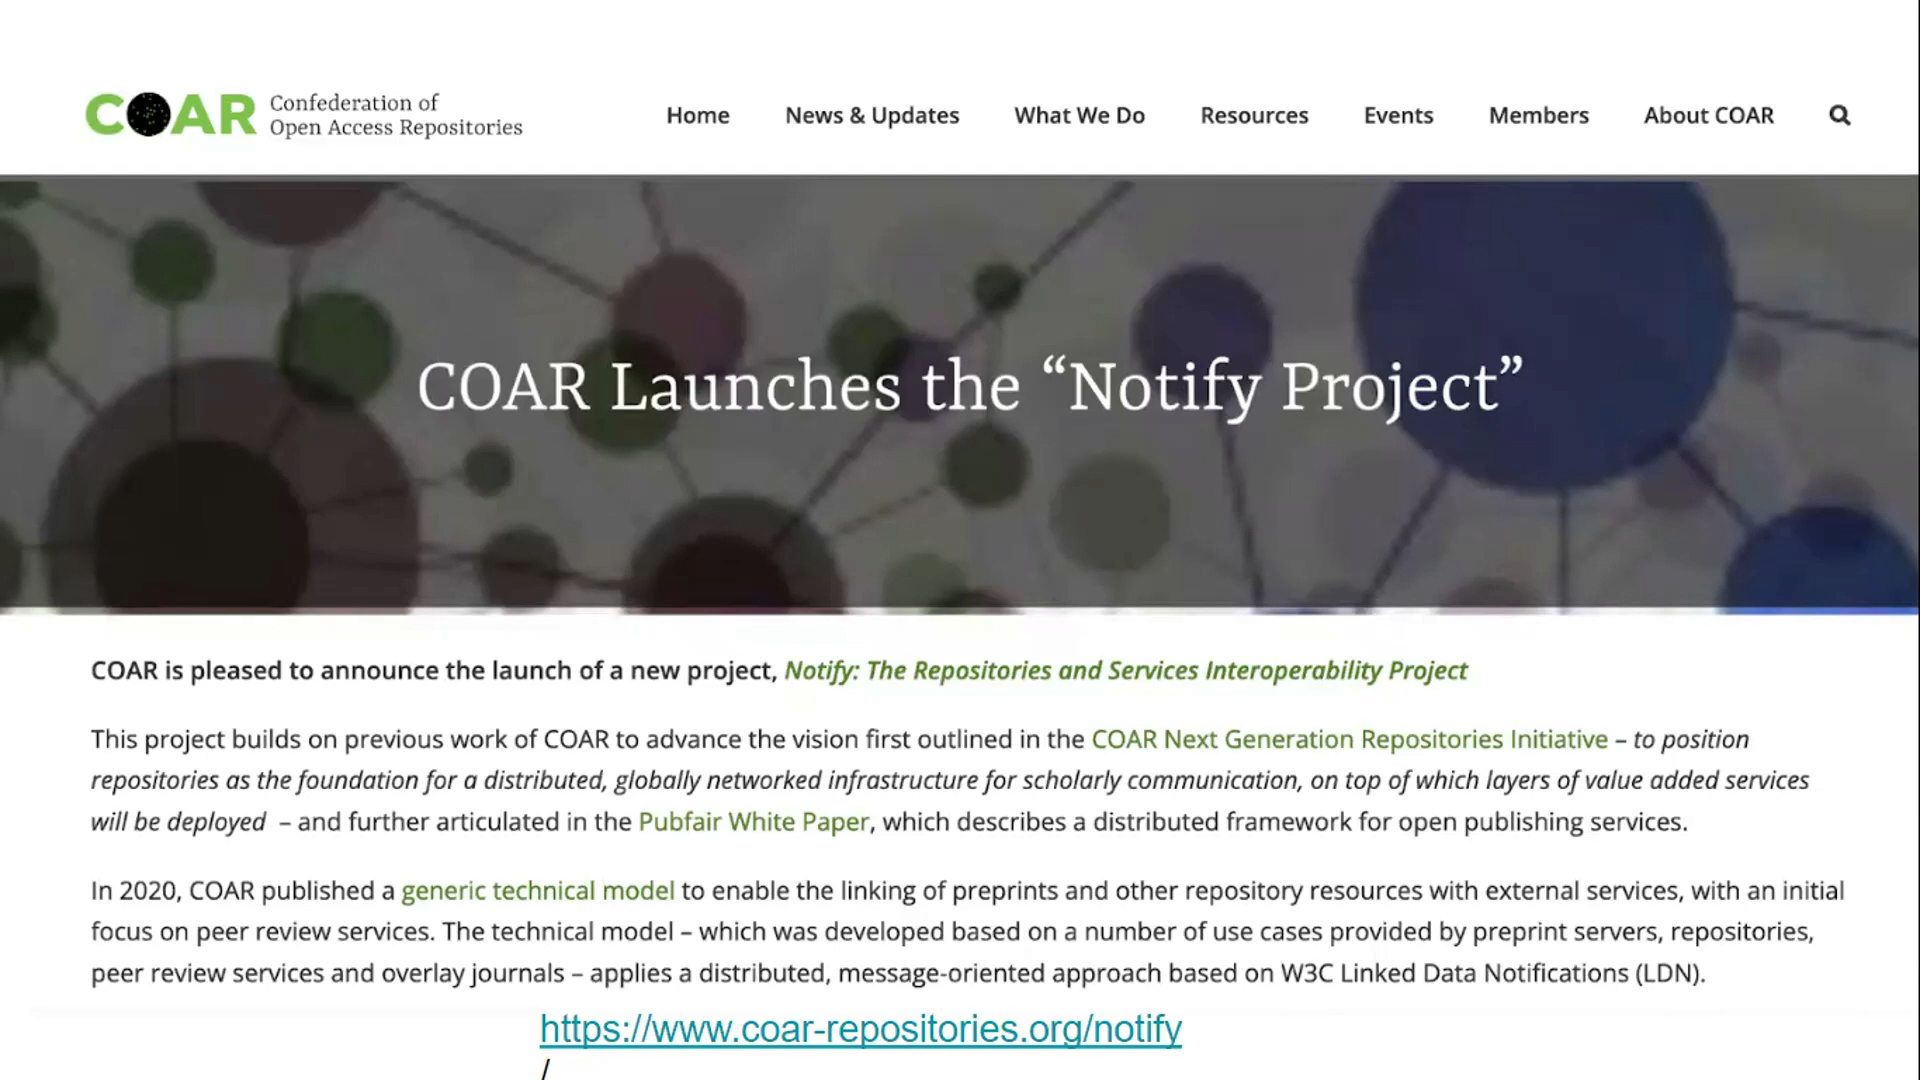 COAR Confederation of
Open Access Repositories
Home News & Updates What We Do Resources Events Members About COAR
COAR Launches the “Notify Project”
COAR is pleased to announce the launch of a new project, Notify: The Repositories and Services Interoperability Project
This project builds on previous work of COAR to advance the vision first outlined in the COAR Next Generation Repositories Initiative – to position
repositories as the foundation for a distributed, globally networked infrastructure for scholarly communication, on top of which layers of value added services
will be deployed – and further articulated in the Pubfair White Paper, which describes a distributed framework for open publishing services.
In 2020, COAR published a generic technical model to enable the linking of preprints and other repository resources with external services, with an initial
focus on peer review services. The technical model – which was developed based on a number of use cases provided by preprint servers, repositories,
peer review services and overlay journals – applies a distributed, message-oriented approach based on W3C Linked Data Notifications (LDN).
https://www.coar-repositories.org/notify
/